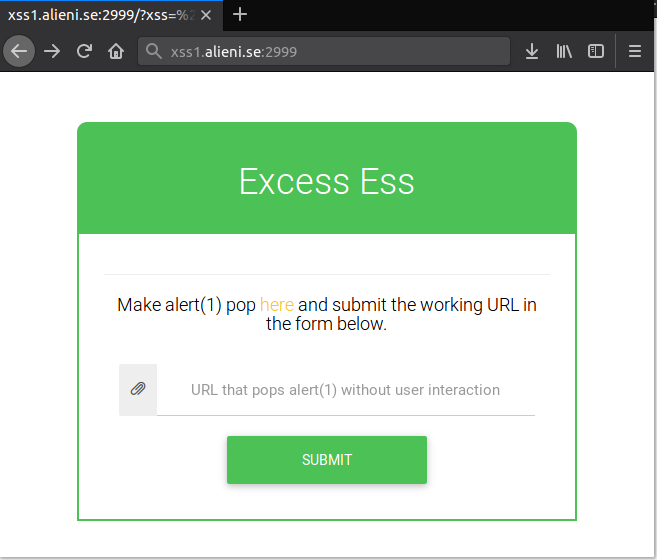 xss1.alieni.se:2999/?xss=%2
xss1.alieni.se:2999
Excess Ess
Make alert(1) pop here and submit the working URL in
the form below.
URL that pops alert(1) without user interaction
SUBMIT